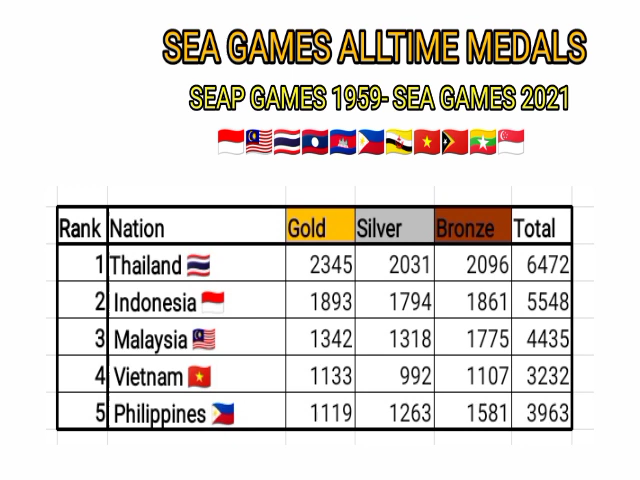 SEA GAMES ALLTIME MEDALS
SEAP GAMES 1959- SEA GAMES 2021
Rank Nation Gold Silver Bronze Total
1 Thailand 2345 2031 2096 6472
2 Indonesia 1893 1794 1861 5548
3 Malaysia 1342 1318 1775 4435
4 Vietnam 1133 992 1107 3232
5 Philippines 1119 1263 1581 3963